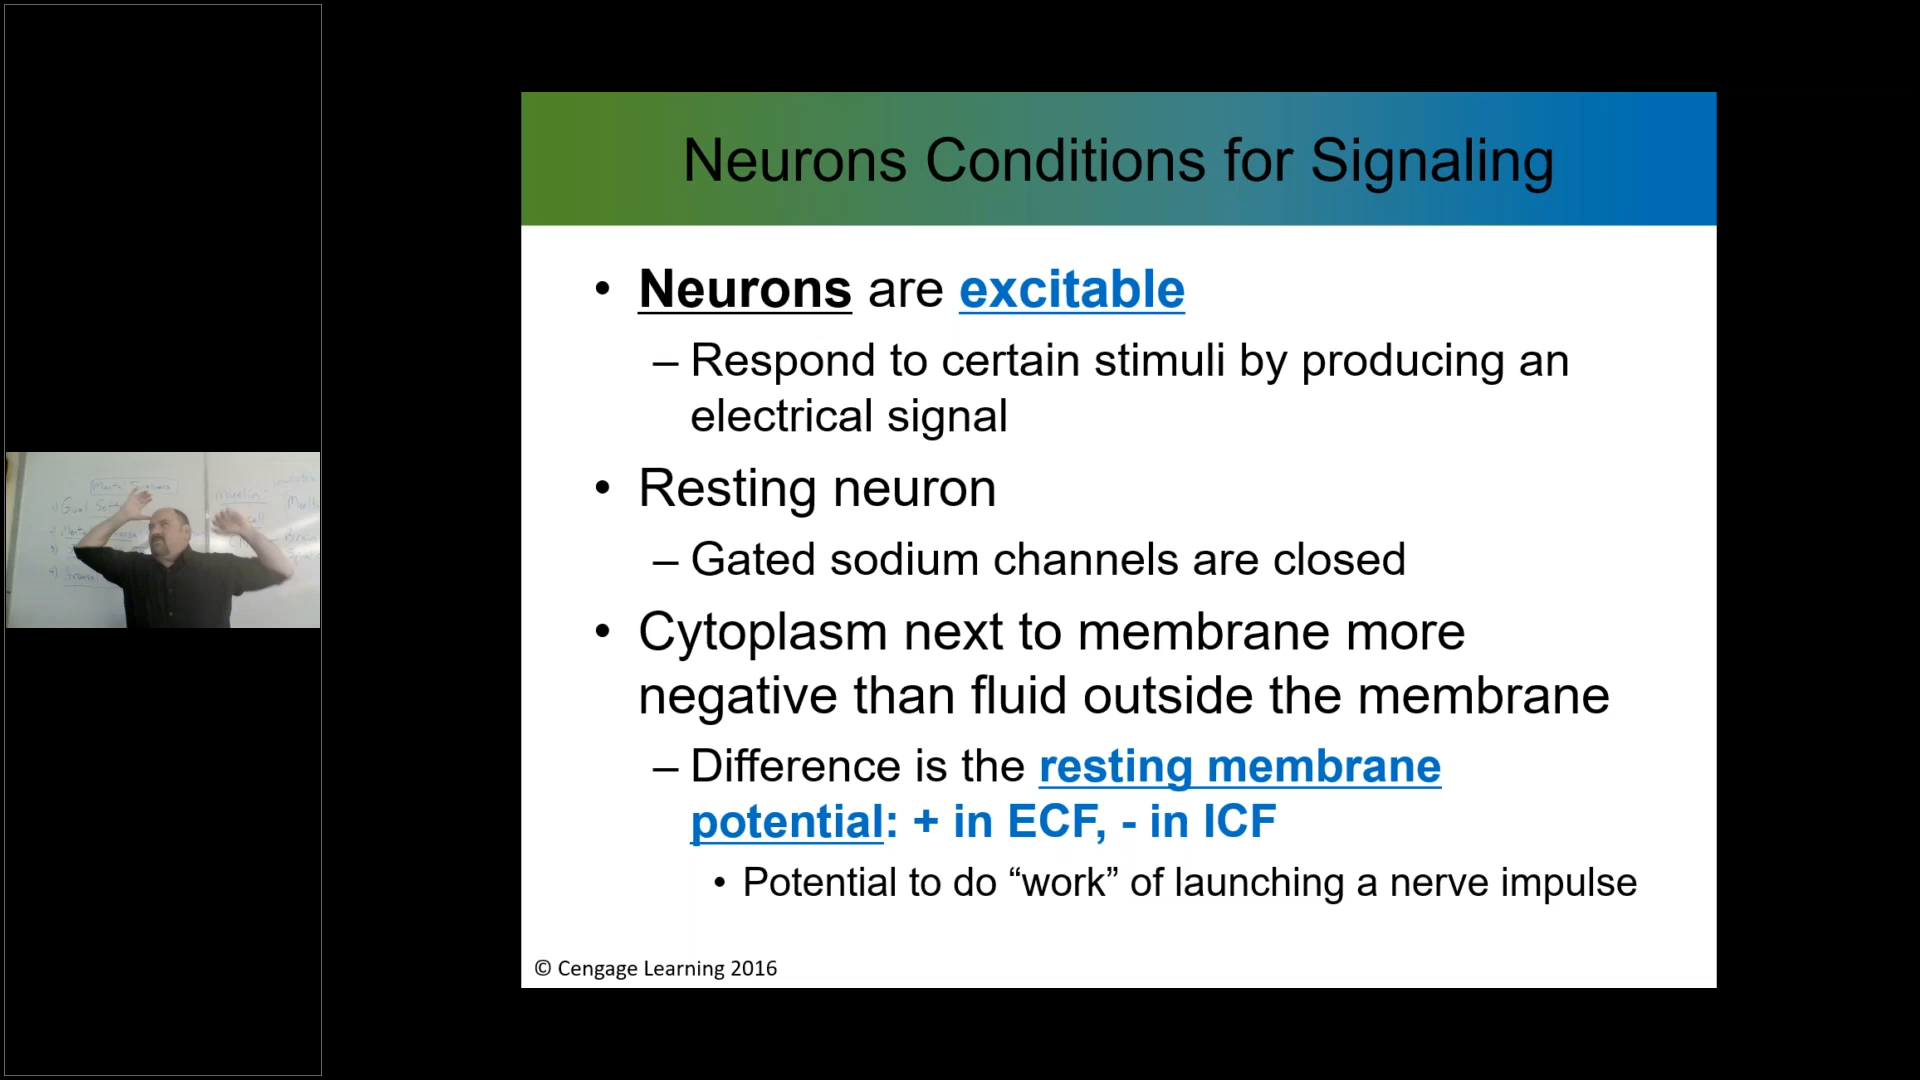 Neurons Conditions for Signaling
• Neurons are excitable
– Respond to certain stimuli by producing an
electrical signal
• Resting neuron
– Gated sodium channels are closed
• Cytoplasm next to membrane more
negative than fluid outside the membrane
– Difference is the resting membrane
potential: + in ECF, - in ICF
• Potential to do “work” of launching a nerve impulse
© Cengage Learning 2016
1) Goal